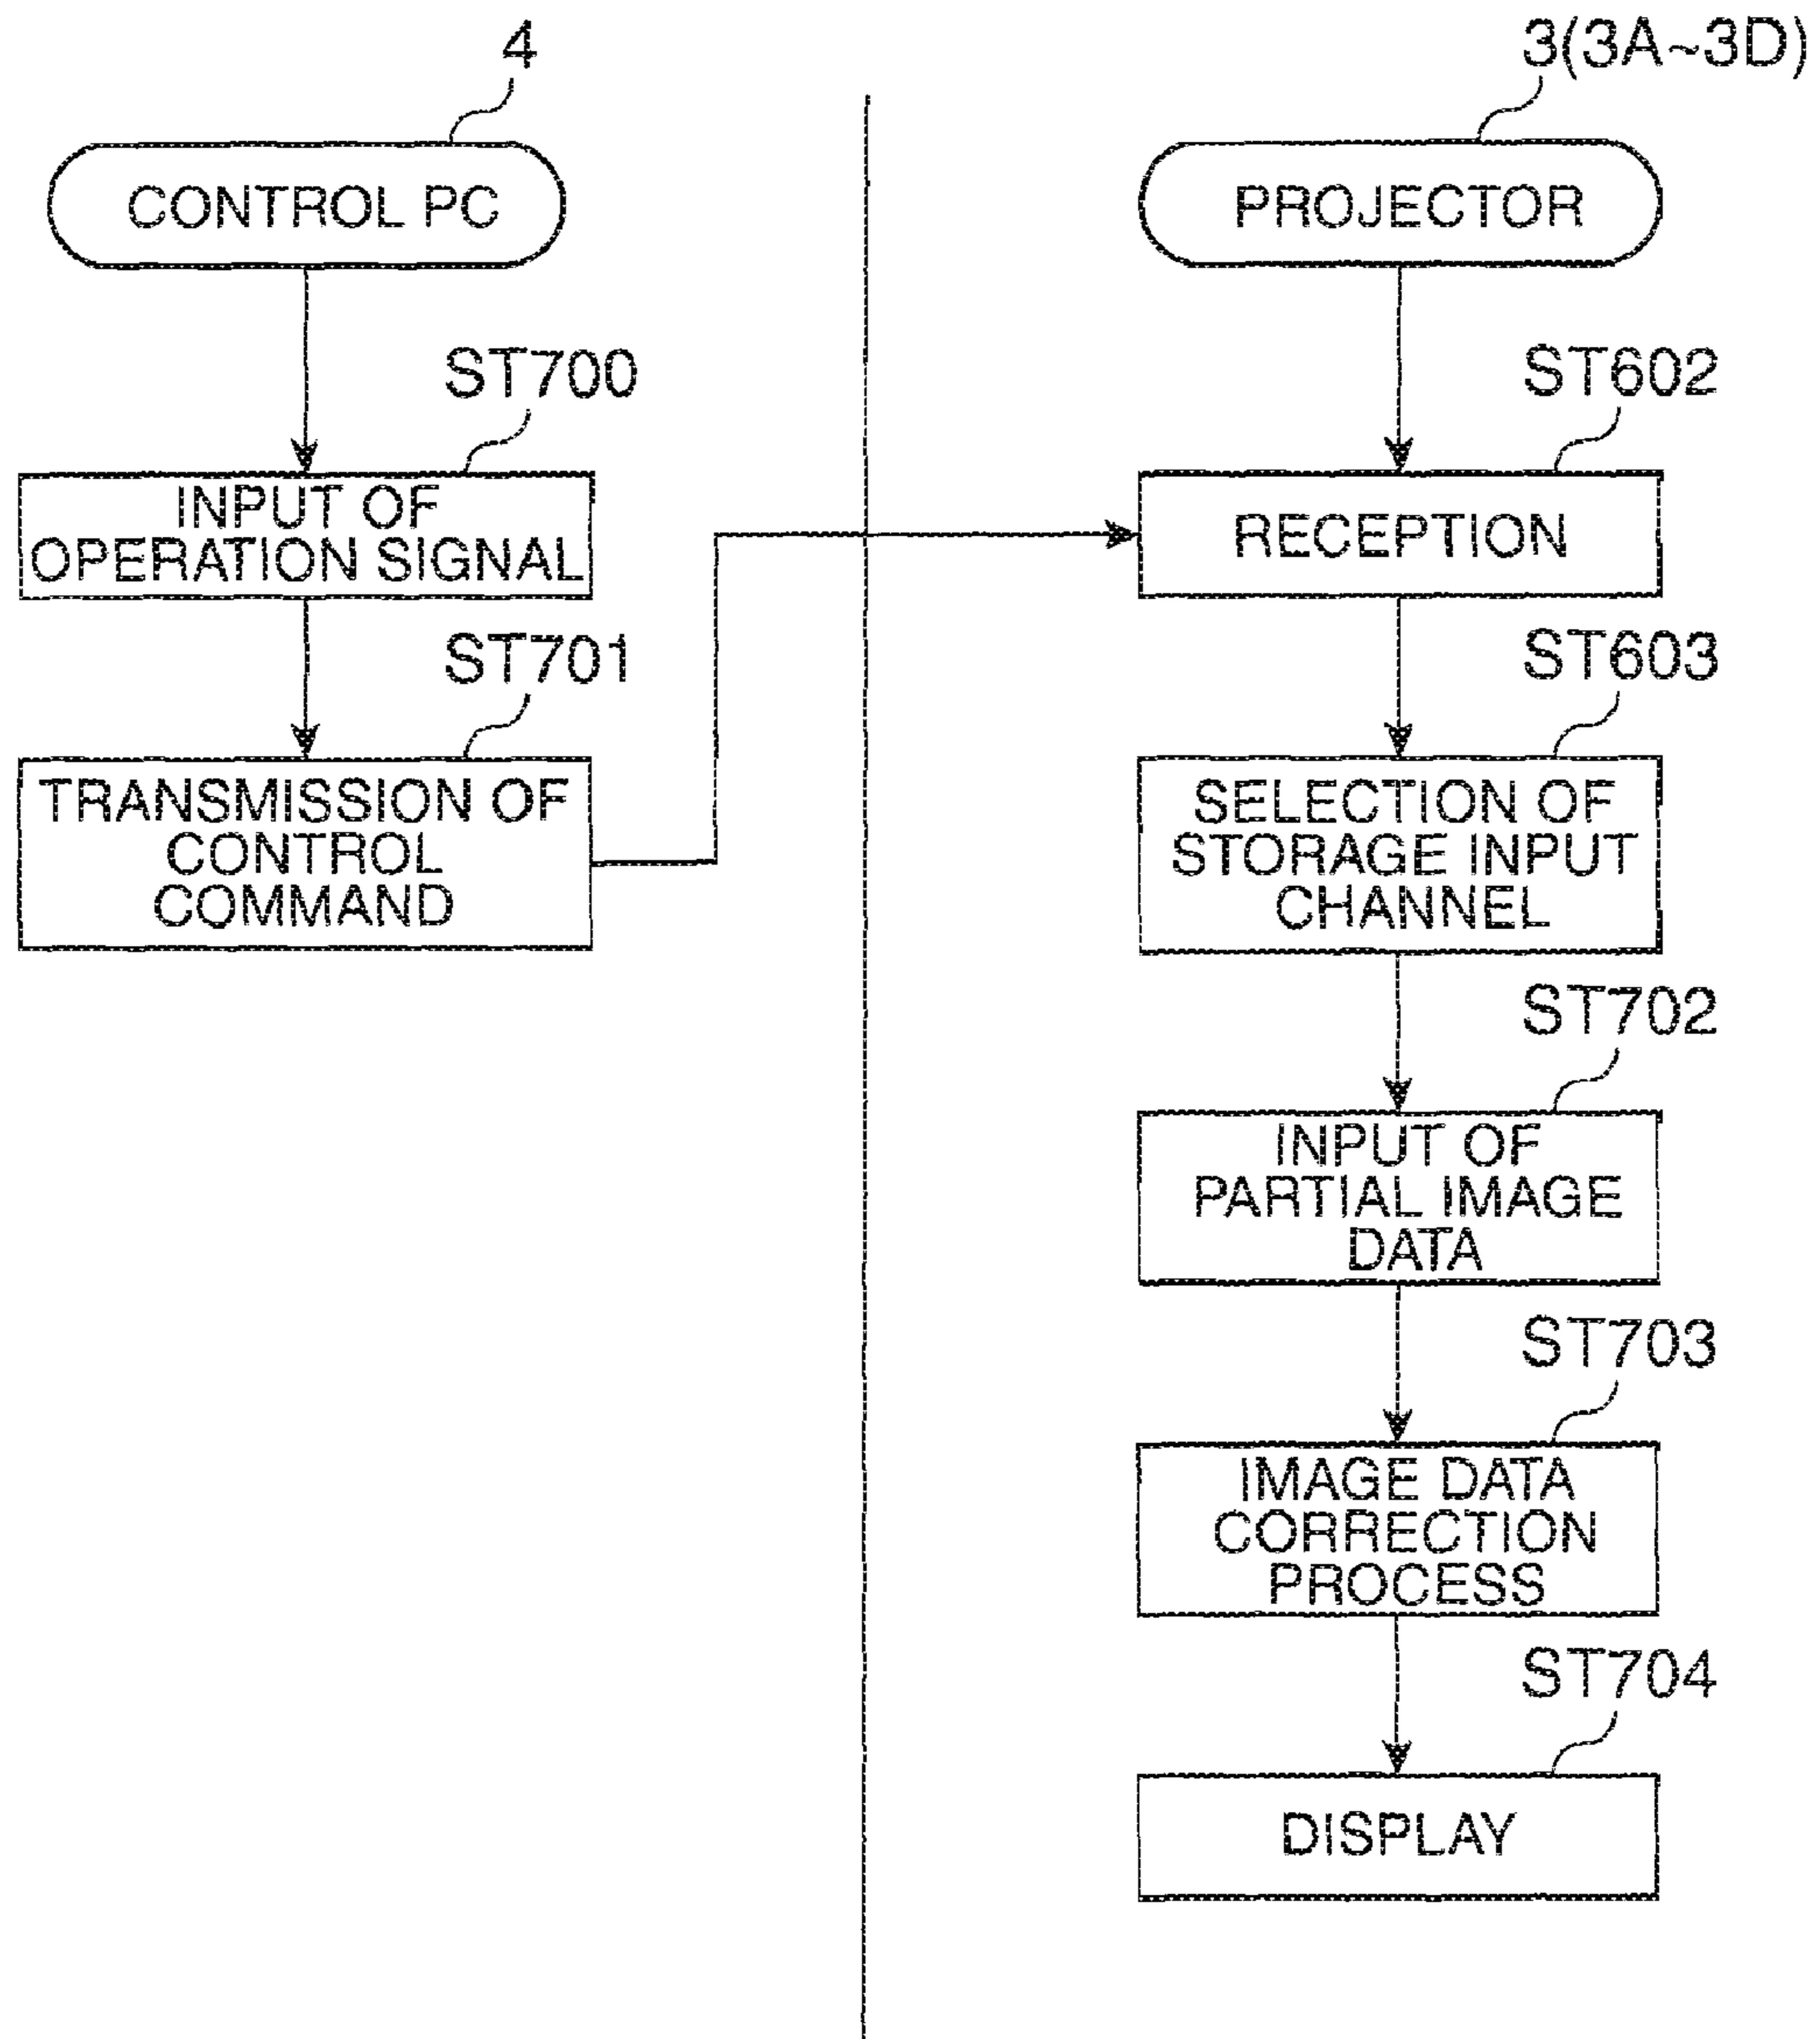 4
CONTROL PC
ST700
INPUT OF
OPERATION SIGNAL
ST701
TRANSMISSION OF
CONTROL
COMMAND
3(3A~3D)
PROJECTOR
ST602
RECEPTION
ST603
SELECTION OF
STORAGE INPUT
CHANNEL
ST702
INPUT OF
PARTIAL IMAGE
DATA
ST703
IMAGE DATA
CORRECTION
PROCESS
ST704
DISPLAY